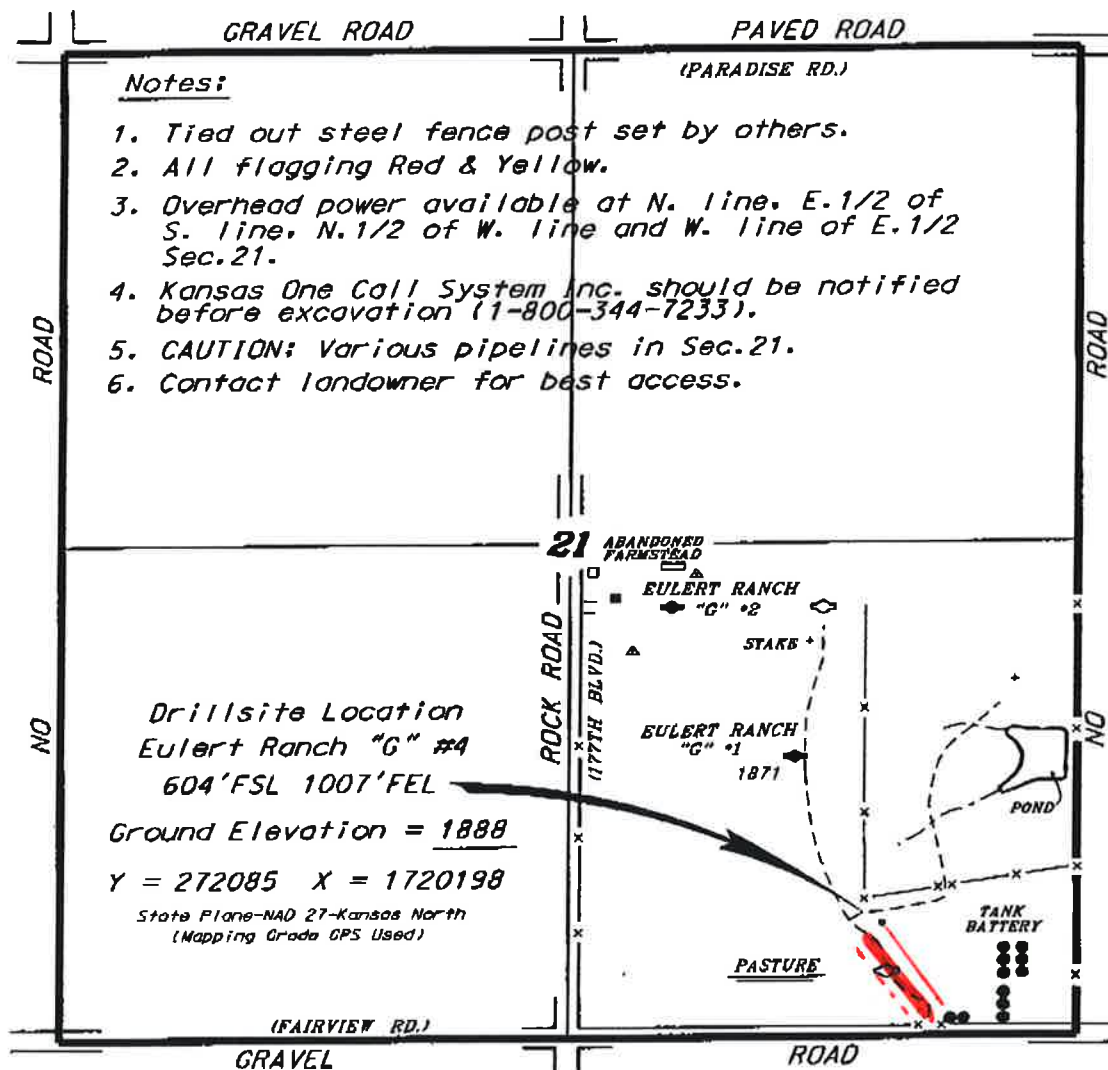 GRAVEL ROAD
PAVED ROAD
(PARADISE RD.)
Notes:
1. Tied out steel fence post set by others.
2. All flagging Red & Yellow.
3. Overhead power available at N. line, E.1/2 of
S. line, N.1/2 of W. line and W. line of E.1/2
Sec.21.
4. Kansas One Call System Inc. should be notified
before excavation (1-800-344-7233).
5. CAUTION: Various pipelines in Sec.21.
6. Contact landowner for best access.
ROAD
ROAD
21
ABANDONED
FARMSTEAD
EULERT RANCH
"G" #2
STAKE
ROCK ROAD
(177TH BLVD.)
NO
NO
Drillsite Location
Eulert Ranch "G" #4
604'FSL 1007'FEL
EULERT RANCH
"G" #1
1871
POND
Ground Elevation = 1888
Y = 272085 X = 1720198
State Plane-NAD 27-Kansas North
(Mapping Grade GPS Used)
TANK
BATTERY
PASTURE
(FAIRVIEW RD.)
GRAVEL
ROAD